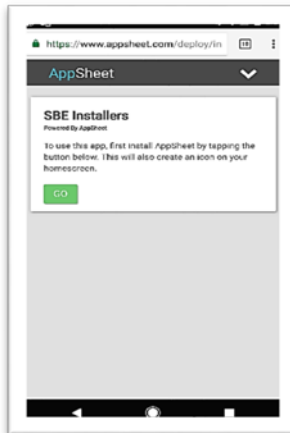 https://www.appsheet.com/deploy/in
AppSheet
SBE Installers
Powered By AppSheet
To use this app, first install AppSheet by tapping the
button below. This will also create an icon on your
homescreen.
GO